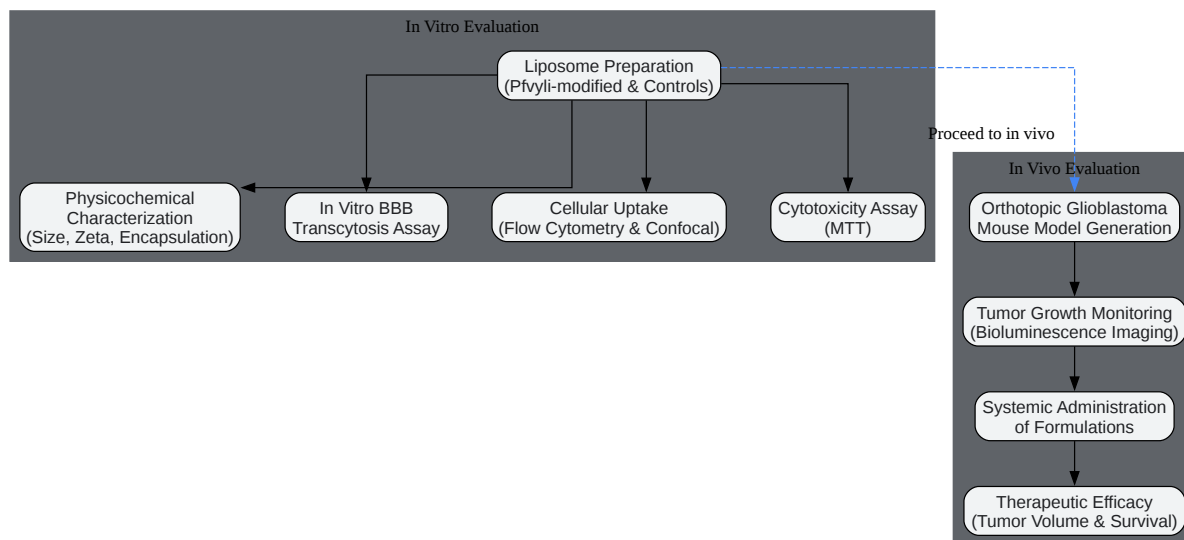 In Vitro Evaluation
Liposome Preparation
(Pfvyli-modified & Controls)
Proceed to in vivo
Physicochemical
Characterization
(Size, Zeta, Encapsulation)
In Vitro BBB
Transcytosis Assay
Cellular Uptake
(Flow Cytometry & Confocal)
Cytotoxicity Assay
(MTT)
In Vivo Evaluation
Orthotopic Glioblastoma
Mouse Model Generation
Tumor Growth Monitoring
(Bioluminescence Imaging)
Systemic Administration
of Formulations
Therapeutic Efficacy
(Tumor Volume & Survival)